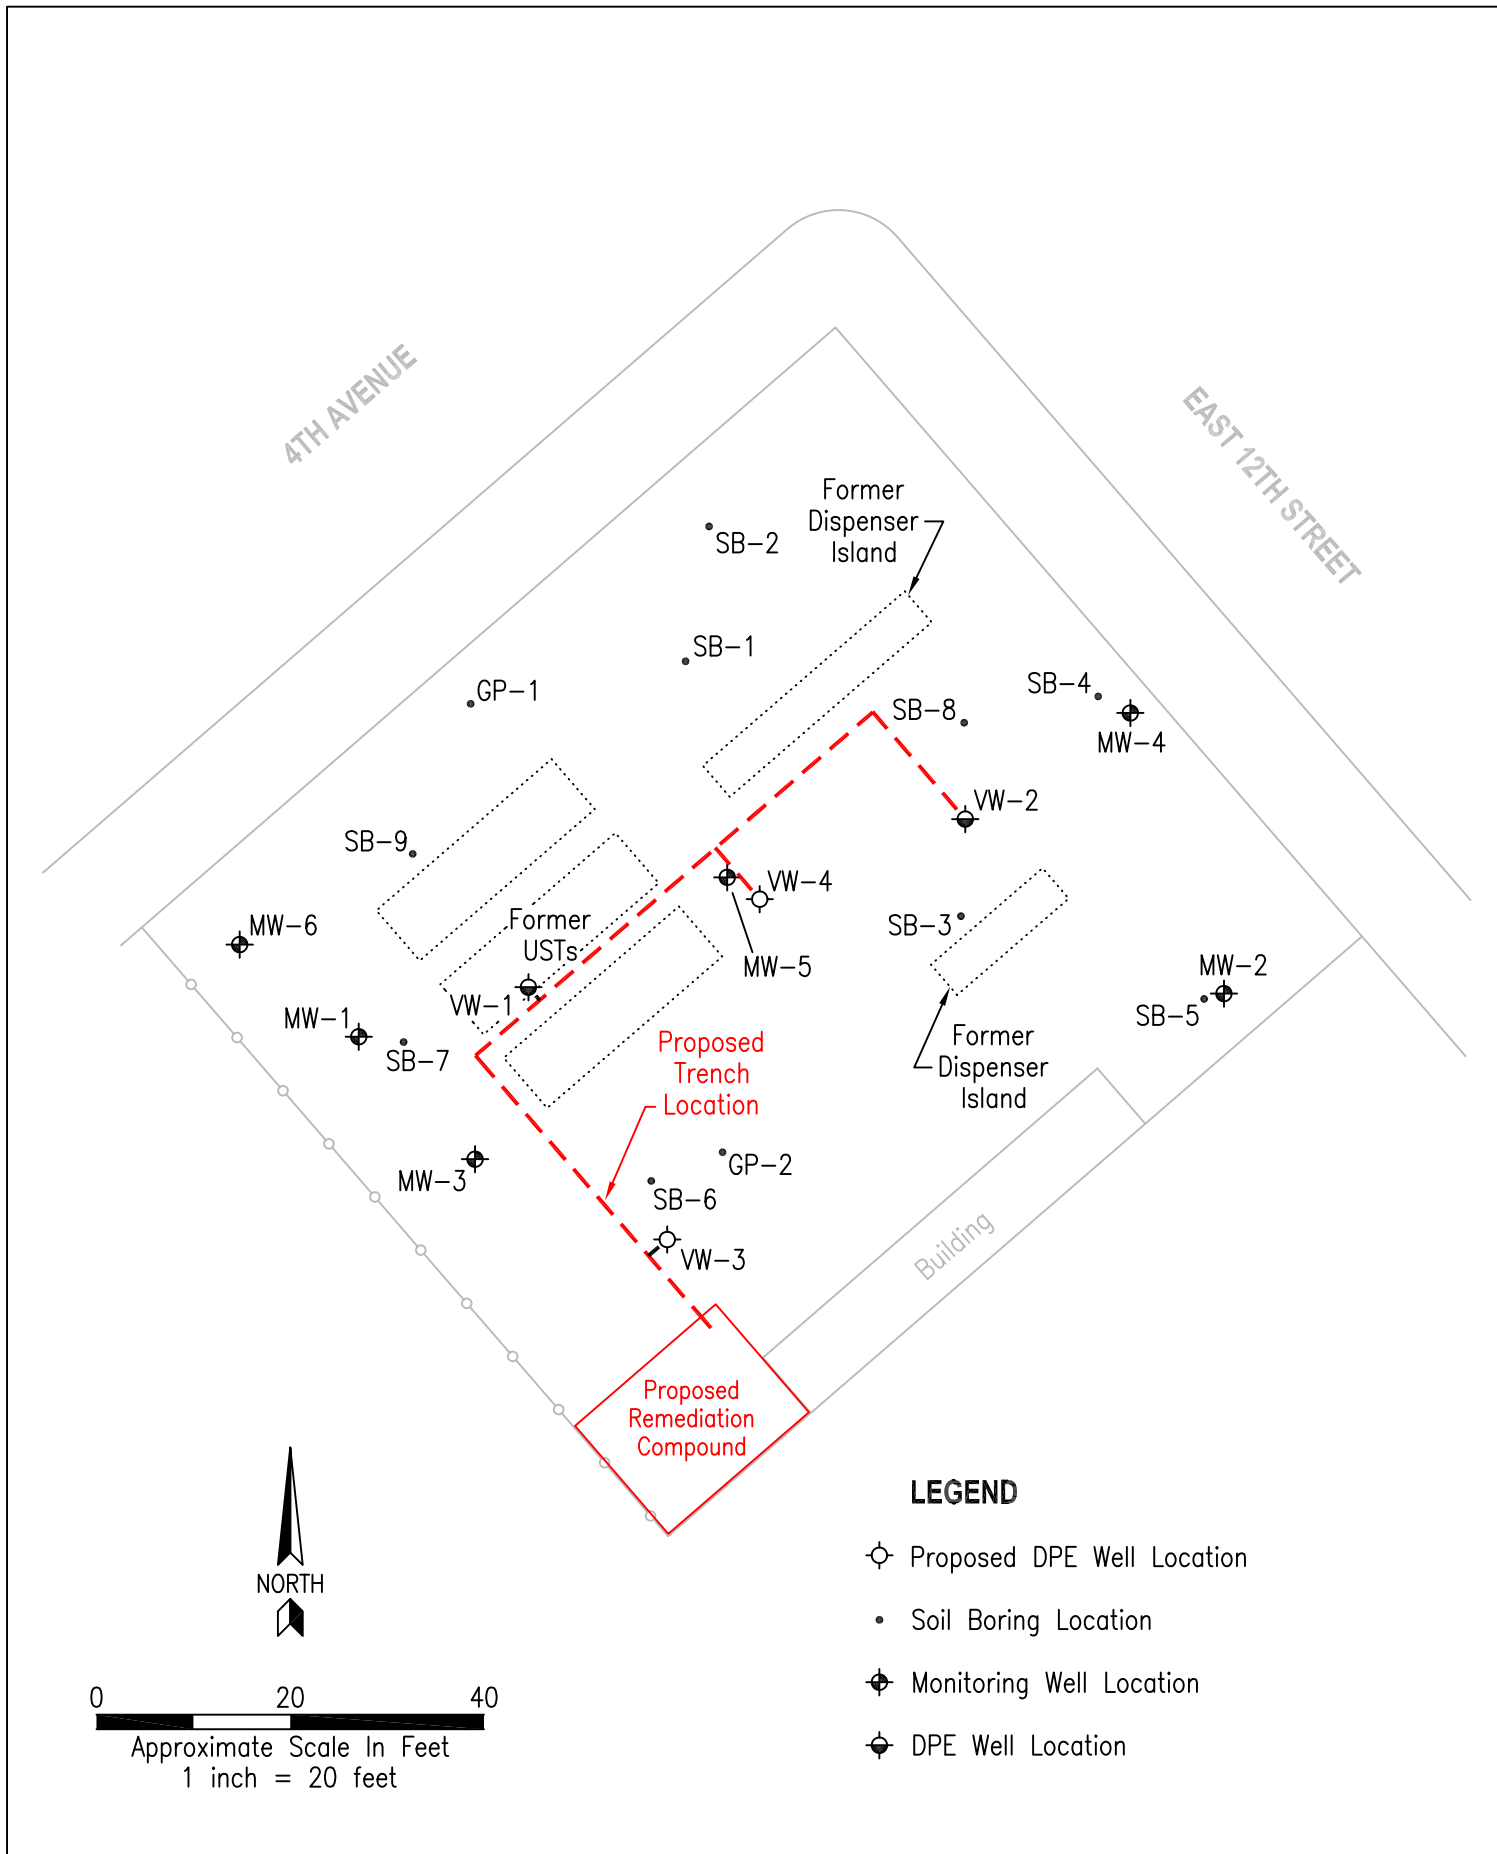 4TH AVENUE
EAST 12TH STREET
Former
Dispenser
Island
SB-2
SB-1
GP-1
SB-4
SB-8
MW-4
VW-2
SB-9
VW-4
MW-6
Former
USTs
SB-3
MW-5
MW-2
VW-1
MW-1
SB-5
SB-7
Proposed
Trench
Location
Former
Dispenser
Island
MW-3
GP-2
SB-6
VW-3
Building
Proposed
Remediation
Compound
NORTH
0 20 40
Approximate Scale In Feet
1 inch = 20 feet
LEGEND
Proposed DPE Well Location
Soil Boring Location
Monitoring Well Location
DPE Well Location